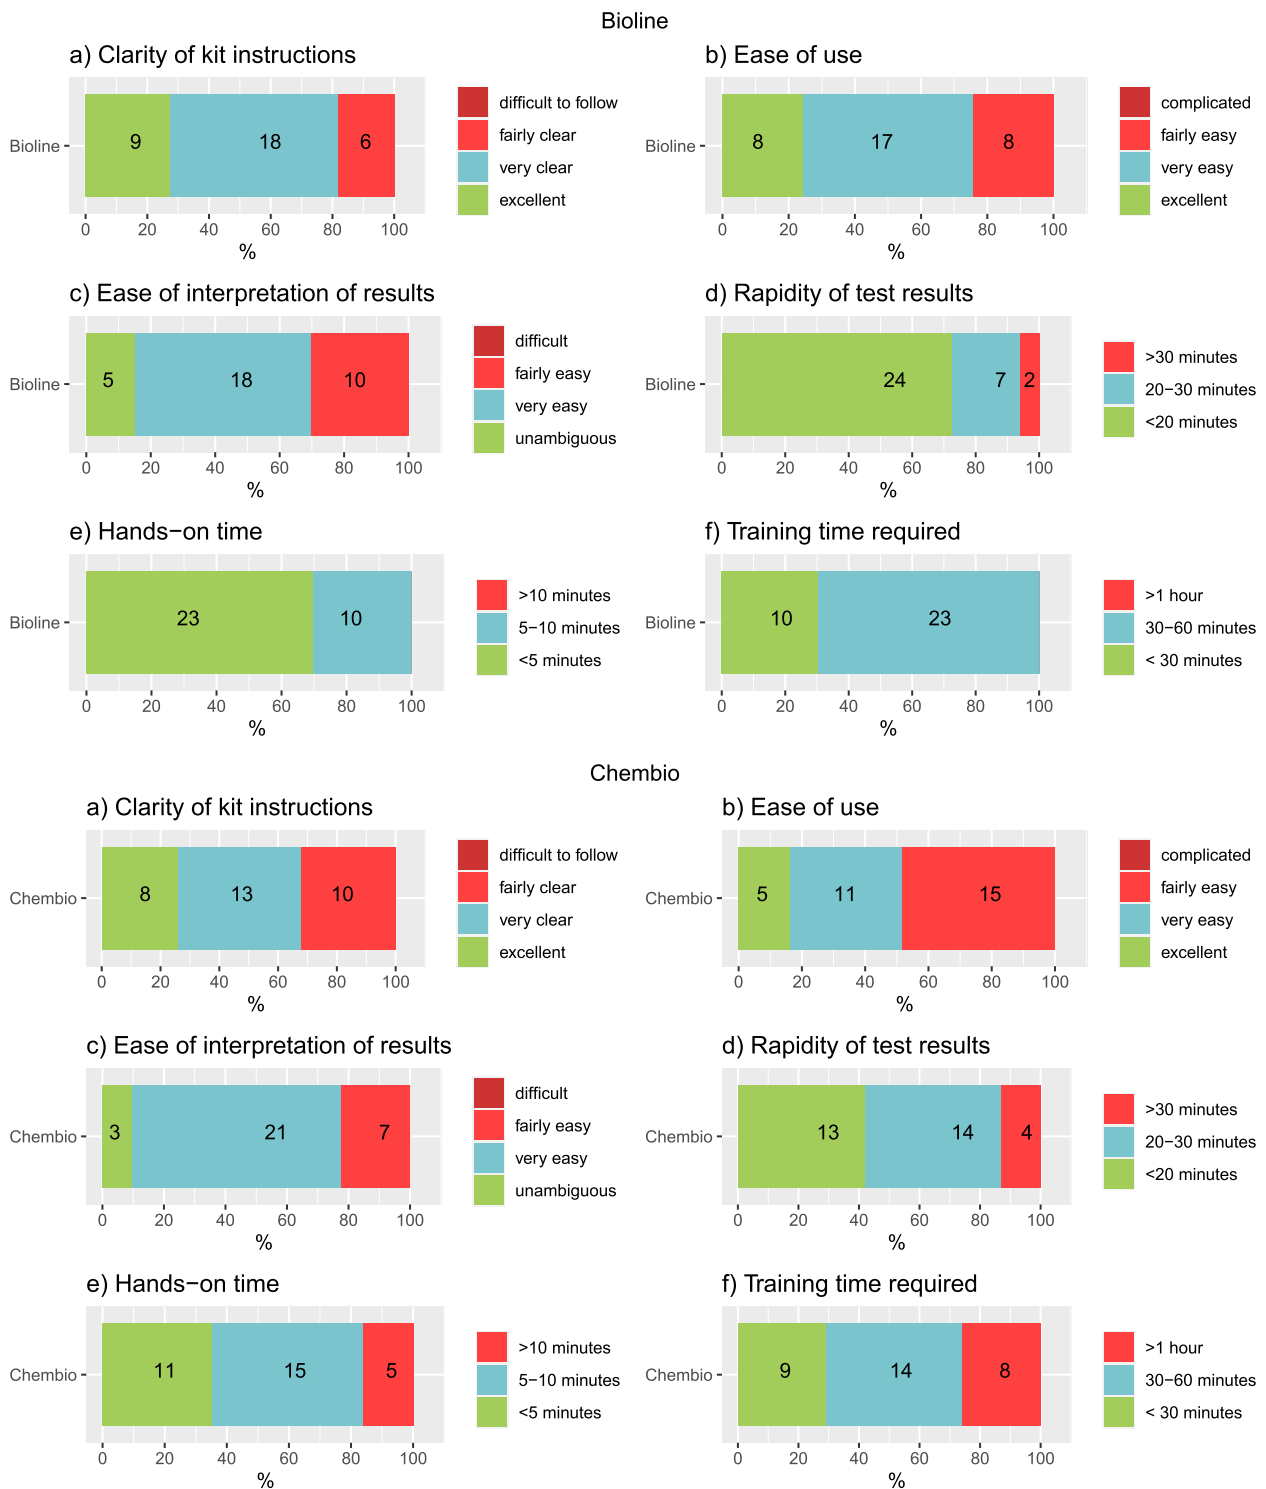 Bioline
a) Clarity of kit instructions
Bioline
9 18 6
0 20 40 60 80 100
%
difficult to follow
fairly clear
very clear
excellent
b) Ease of use
Bioline
8 17 8
0 20 40 60 80 100
%
complicated
fairly easy
very easy
excellent
c) Ease of interpretation of results
Bioline
5 18 10
0 20 40 60 80 100
%
difficult
fairly easy
very easy
unambiguous
d) Rapidity of test results
Bioline
24 7 2
0 20 40 60 80 100
%
>30 minutes
20−30 minutes
<20 minutes
e) Hands−on time
Bioline
23 10
0 20 40 60 80 100
%
>10 minutes
5−10 minutes
<5 minutes
f) Training time required
Bioline
10 23
0 20 40 60 80 100
%
>1 hour
30−60 minutes
< 30 minutes
Chembio
a) Clarity of kit instructions
Chembio
8 13 10
0 20 40 60 80 100
%
difficult to follow
fairly clear
very clear
excellent
b) Ease of use
Chembio
5 11 15
0 20 40 60 80 100
%
complicated
fairly easy
very easy
excellent
c) Ease of interpretation of results
Chembio
3 21 7
0 20 40 60 80 100
%
difficult
fairly easy
very easy
unambiguous
d) Rapidity of test results
Chembio
13 14 4
0 20 40 60 80 100
%
>30 minutes
20−30 minutes
<20 minutes
e) Hands−on time
Chembio
11 15 5
0 20 40 60 80 100
%
>10 minutes
5−10 minutes
<5 minutes
f) Training time required
Chembio
9 14 8
0 20 40 60 80 100
%
>1 hour
30−60 minutes
< 30 minutes